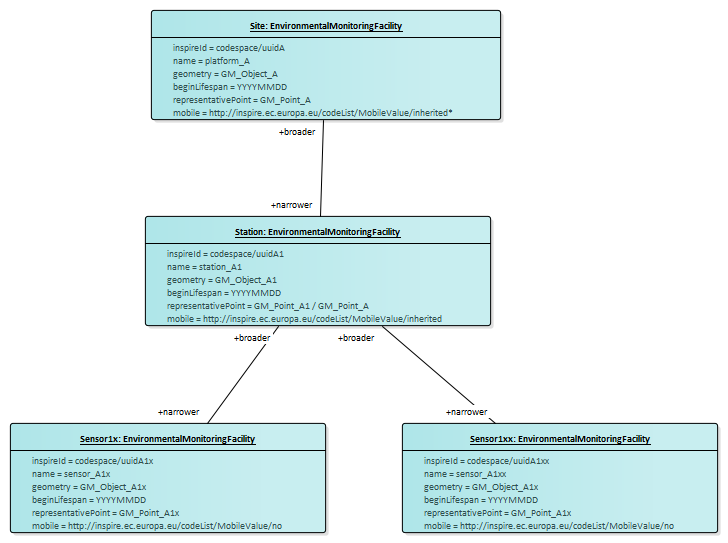 Site: EnvironmentalMonitoringFacility
inspireId = codespace/uuidA
name = platform_A
geometry = GM_Object_A
beginLifespan = YYYYMMDD
representativePoint = GM_Point_A
mobile = http://inspire.ec.europa.eu/codeList/MobileValue/inherited*
+broader
+narrower
Station: EnvironmentalMonitoringFacility
inspireId = codespace/uuidA1
name = station_A1
geometry = GM_Object_A1
beginLifespan = YYYYMMDD
representativePoint = GM_Point_A1 / GM_Point_A
mobile = http://inspire.ec.europa.eu/codeList/MobileValue/inherited
+broader
+broader
+narrower
+narrower
Sensor1x: EnvironmentalMonitoringFacility
inspireId = codespace/uuidA1x
name = sensor_A1x
geometry = GM_Object_A1x
beginLifespan = YYYYMMDD
representativePoint = GM_Point_A1x
mobile = http://inspire.ec.europa.eu/codeList/MobileValue/no
Sensor1xx: EnvironmentalMonitoringFacility
inspireId = codespace/uuidA1xx
name = sensor_A1xx
geometry = GM_Object_A1x
beginLifespan = YYYYMMDD
representativePoint = GM_Point_A1x
mobile = http://inspire.ec.europa.eu/codeList/MobileValue/no